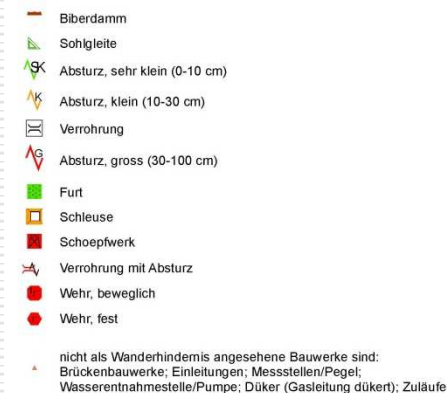 Biberdamm
Sohlgleite
SK Absturz, sehr klein (0-10 cm)
K Absturz, klein (10-30 cm)
Verrohrung
G Absturz, gross (30-100 cm)
Furt
Schleuse
Schoepfwerk
Verrohrung mit Absturz
Wehr, beweglich
Wehr, fest
nicht als Wanderhindernis angesehene Bauwerke sind:
Brückenbauwerke; Einleitungen; Messstellen/Pegel;
Wasserentnahmestelle/Pumpe; Düker (Gasleitung dükert); Zuläufe